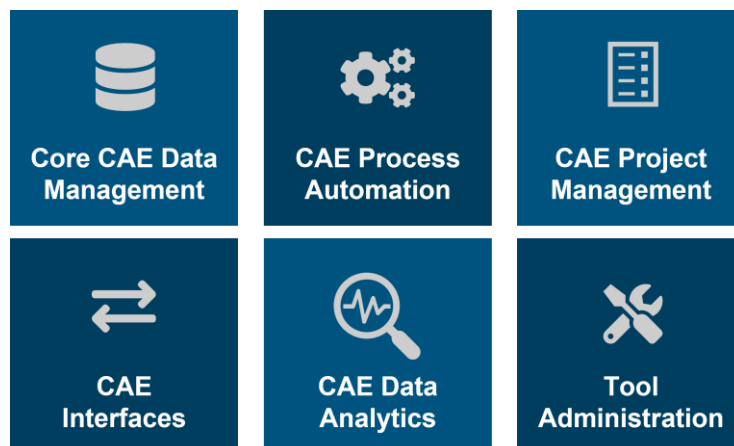 Core CAE Data
Management
CAE Process
Automation
CAE Project
Management
CAE
Interfaces
CAE Data
Analytics
Tool
Administration